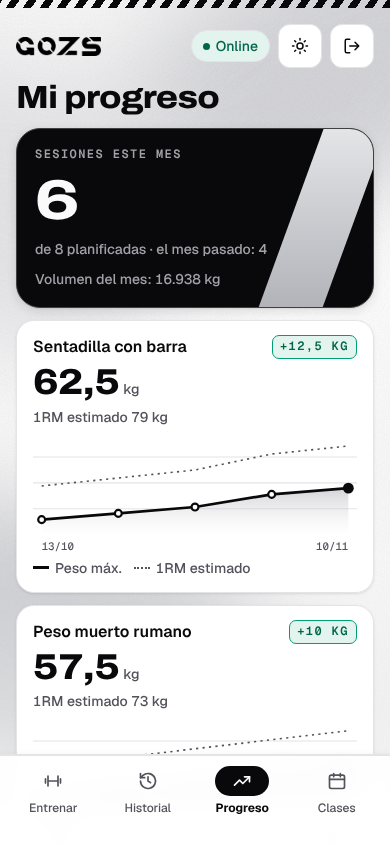 GOZS
Online
Mi progreso
SESIONES ESTE MES
6
de 8 planificadas · el mes pasado: 4
Volumen del mes: 16.938 kg
Sentadilla con barra
+12,5 KG
62,5 kg
1RM estimado 79 kg
13/10
10/11
Peso máx.
1RM estimado
Peso muerto rumano
+10 KG
57,5 kg
1RM estimado 73 kg
Entrenar
Historial
Progreso
Clases